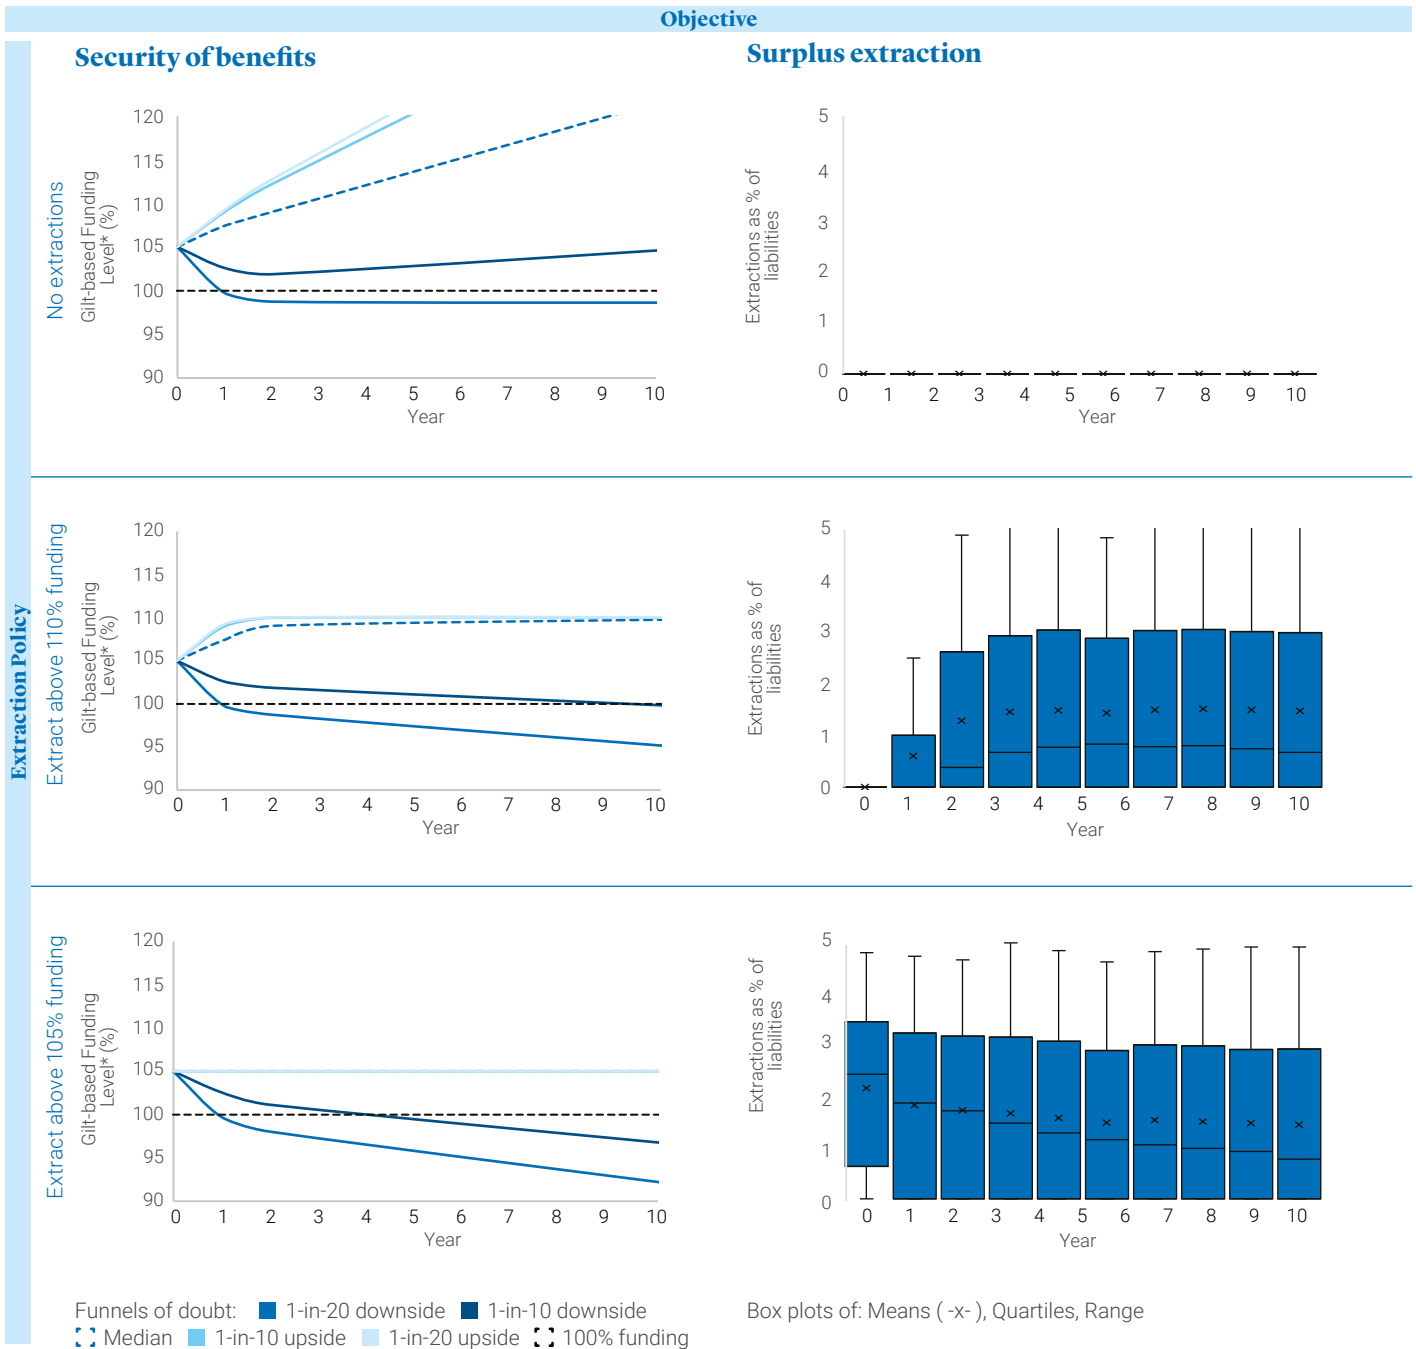 Objective
Extraction Policy
Security of benefits
Surplus extraction
No extractions
Gilt-based Funding
Level* (%)
120
115
110
105
100
95
90
0 1 2 3 4 5 6 7 8 9 10
Year
Extractions as % of
liabilities
5
4
3
2
1
0
0 1 2 3 4 5 6 7 8 9 10
Year
Extract above 110% funding
Gilt-based Funding
Level* (%)
120
115
110
105
100
95
90
0 1 2 3 4 5 6 7 8 9 10
Year
Extractions as % of
liabilities
5
4
3
2
1
0
0 1 2 3 4 5 6 7 8 9 10
Year
Extract above 105% funding
Gilt-based Funding
Level* (%)
120
115
110
105
100
95
90
0 1 2 3 4 5 6 7 8 9 10
Year
Extractions as % of
liabilities
5
4
3
2
1
0
0 1 2 3 4 5 6 7 8 9 10
Year
Funnels of doubt: 1-in-20 downside 1-in-10 downside
Median 1-in-10 upside 1-in-20 upside 100% funding
Box plots of: Means ( -x- ), Quartiles, Range